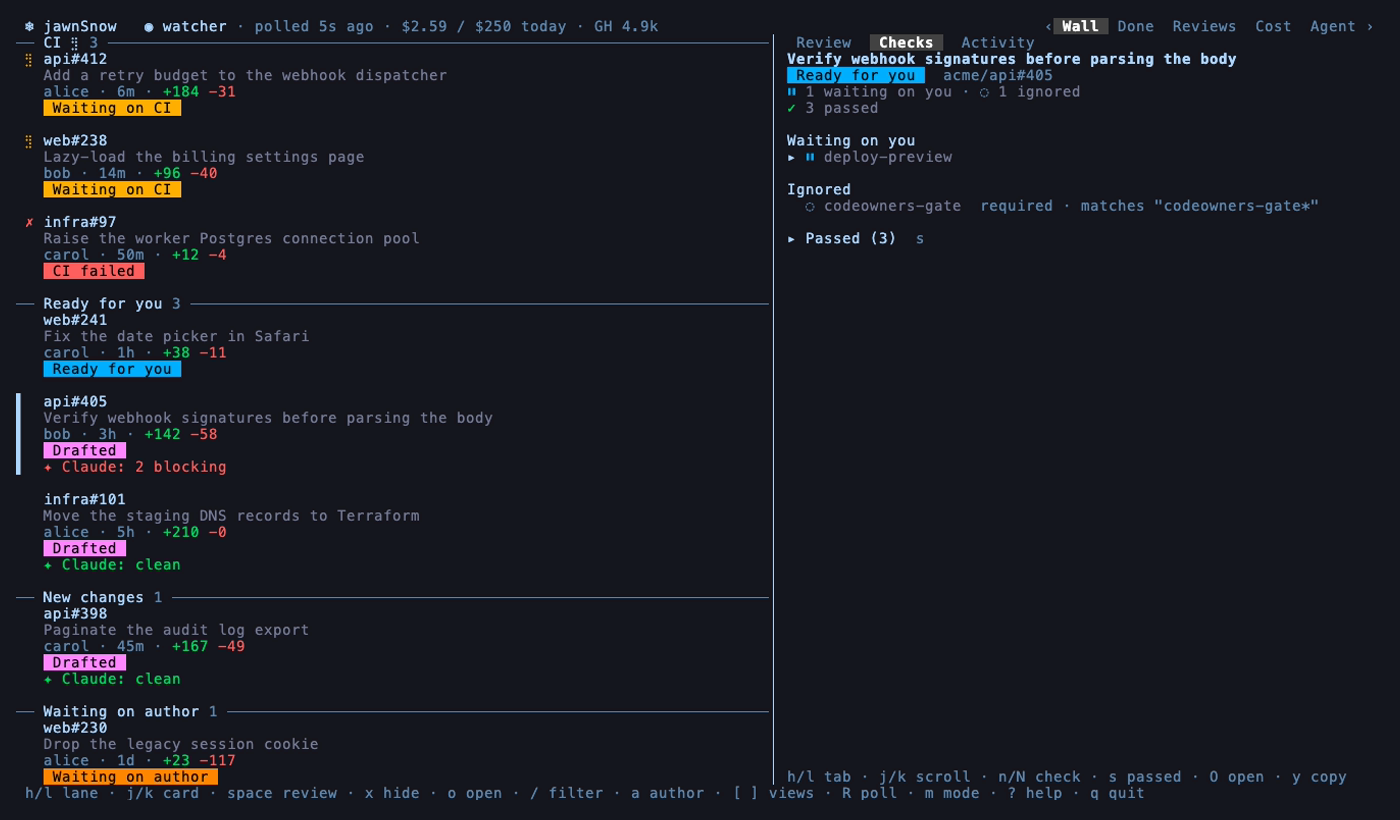 ❄ jawnSnow ◉ watcher · polled 5s ago · $2.59 / $250 today · GH 4.9k ‹ Wall Done Reviews Cost Agent ›
CI ⣿ 3
api#412
Add a retry budget to the webhook dispatcher
alice · 6m · +184 −31
Waiting on CI
web#238
Lazy-load the billing settings page
bob · 14m · +96 −40
Waiting on CI
✗ infra#97
Raise the worker Postgres connection pool
carol · 50m · +12 −4
CI failed
Ready for you 3
web#241
Fix the date picker in Safari
carol · 1h · +38 −11
Ready for you
api#405
Verify webhook signatures before parsing the body
bob · 3h · +142 −58
Drafted
✦ Claude: 2 blocking
infra#101
Move the staging DNS records to Terraform
alice · 5h · +210 −0
Drafted
✦ Claude: clean
New changes 1
api#398
Paginate the audit log export
carol · 45m · +167 −49
Drafted
✦ Claude: clean
Waiting on author 1
web#230
Drop the legacy session cookie
alice · 1d · +23 −117
Waiting on author
Review Checks Activity
Verify webhook signatures before parsing the body
Ready for you acme/api#405
1 waiting on you · ◌ 1 ignored
✓ 3 passed
Waiting on you
▸ deploy-preview
Ignored
◌ codeowners-gate required · matches "codeowners-gate*"
▸ Passed (3) s
h/l tab · j/k scroll · n/N check · s passed · O open · y copy
h/l lane · j/k card · space review · x hide · o open · / filter · a author · [ ] views · R poll · m mode · ? help · q quit